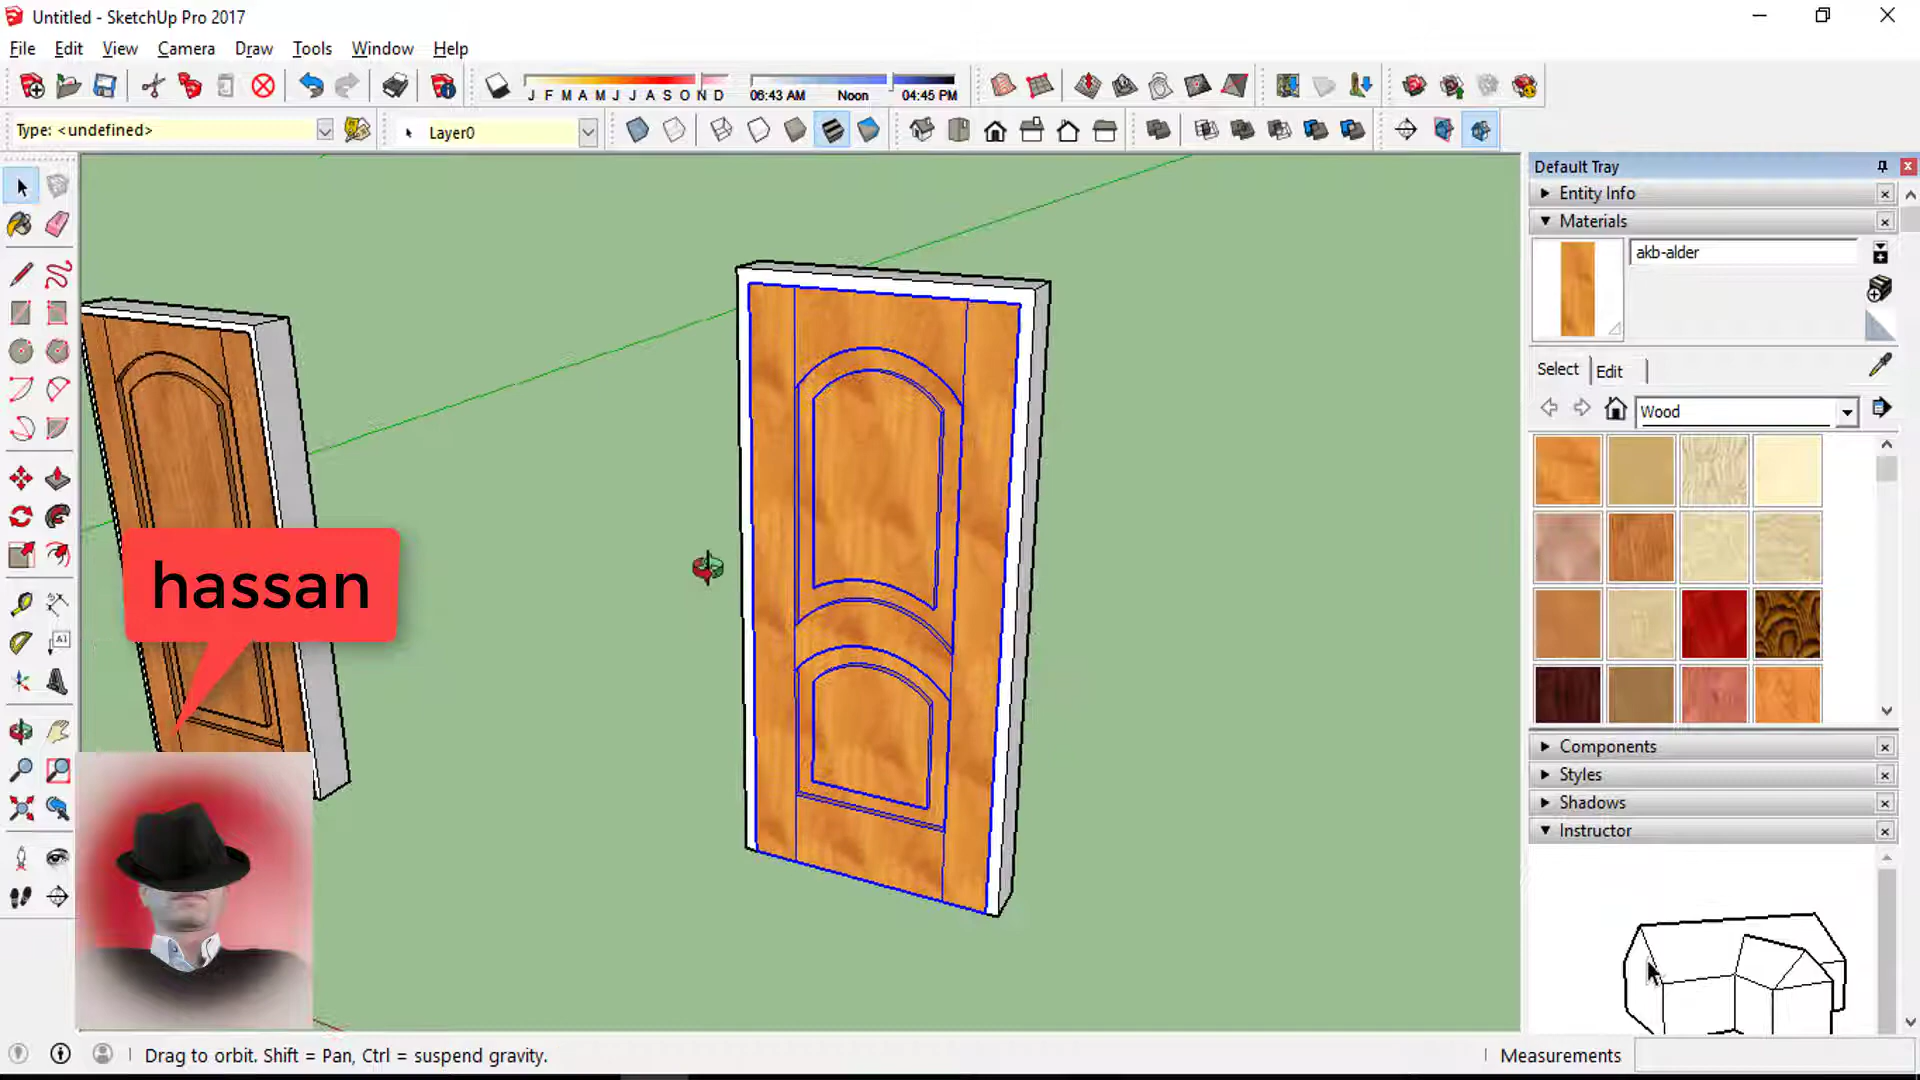 Untitled - SketchUp Pro 2017
File Edit View Camera Draw Tools Window Help
J F M A M J J A S O N D
06:43 AM Noon 04:45 PM
Type: <undefined>
Layer0
Default Tray
Entity Info
Materials
akb-alder
Select Edit
Wood
hassan
Components
Styles
Shadows
Instructor
Drag to orbit. Shift = Pan, Ctrl = suspend gravity.
Measurements